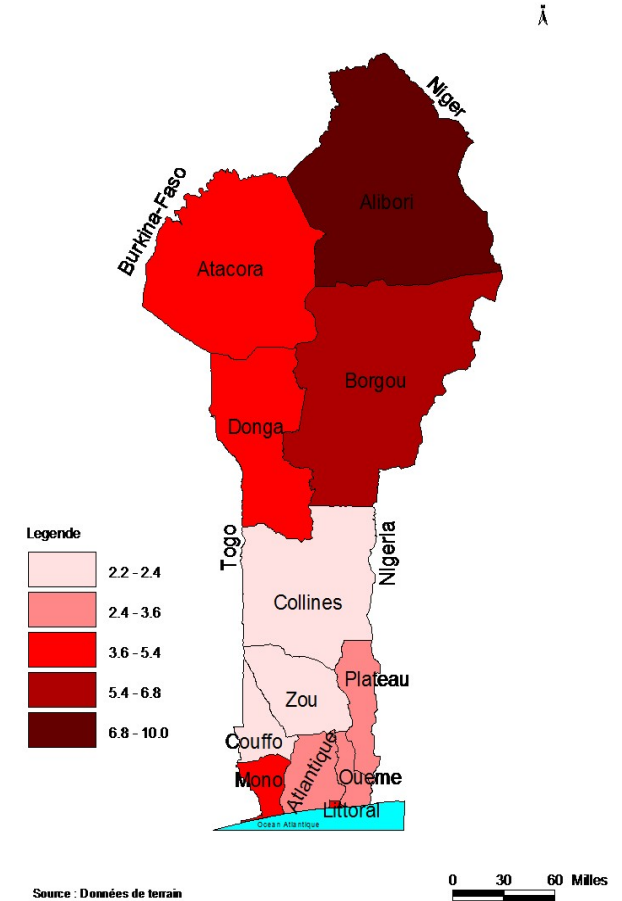 Ä
Niger
Alibori
Burkina-Faso
Atacora
Borgou
Donga
Togo
Nigeria
Legende
2.2 - 2.4
2.4 - 3.6
3.6 - 5.4
5.4 - 6.8
6.8 - 10.0
Collines
Plateau
Zou
Couffo
Mono
Atlantique
Oueme
Littoral
Ocean Atlantique
0 30 60 Milles
Source : Données de terrain